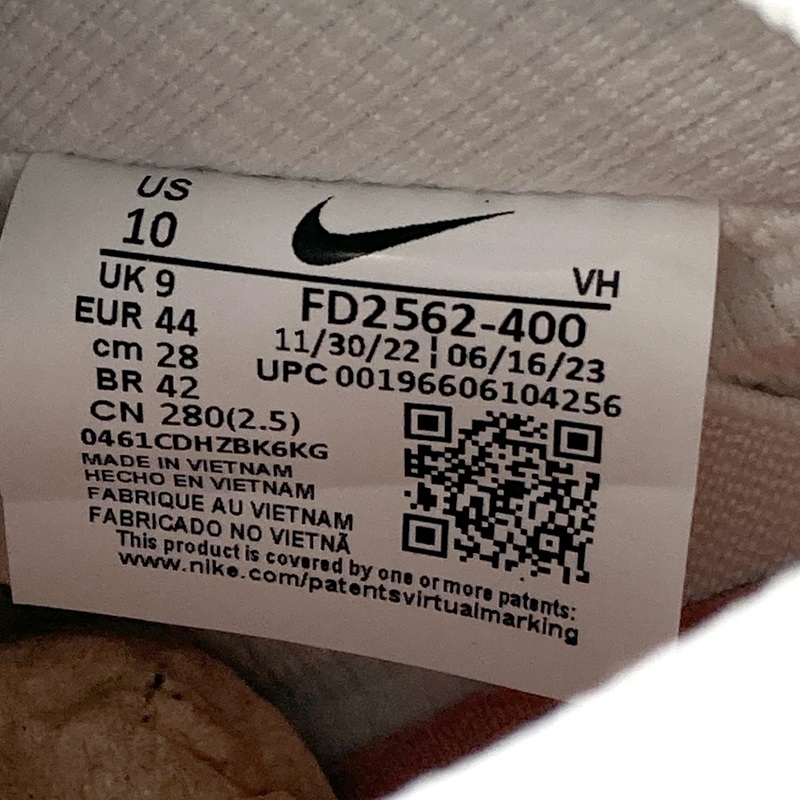 US
10
VH
UK 9
EUR 44
cm 28
BR 42
CN 280(2.5)
FD2562-400
11/30/22 | 06/16/23
UPC 00196606104256
0461CDHZBK6KG
MADE IN VIETNAM
HECHO EN VIETNAM
FABRIQUE AU VIETNAM
FABRICADO NO VIETNÃ
This product is covered by one or more patents:
www.nike.com/patentsvirtualmarking